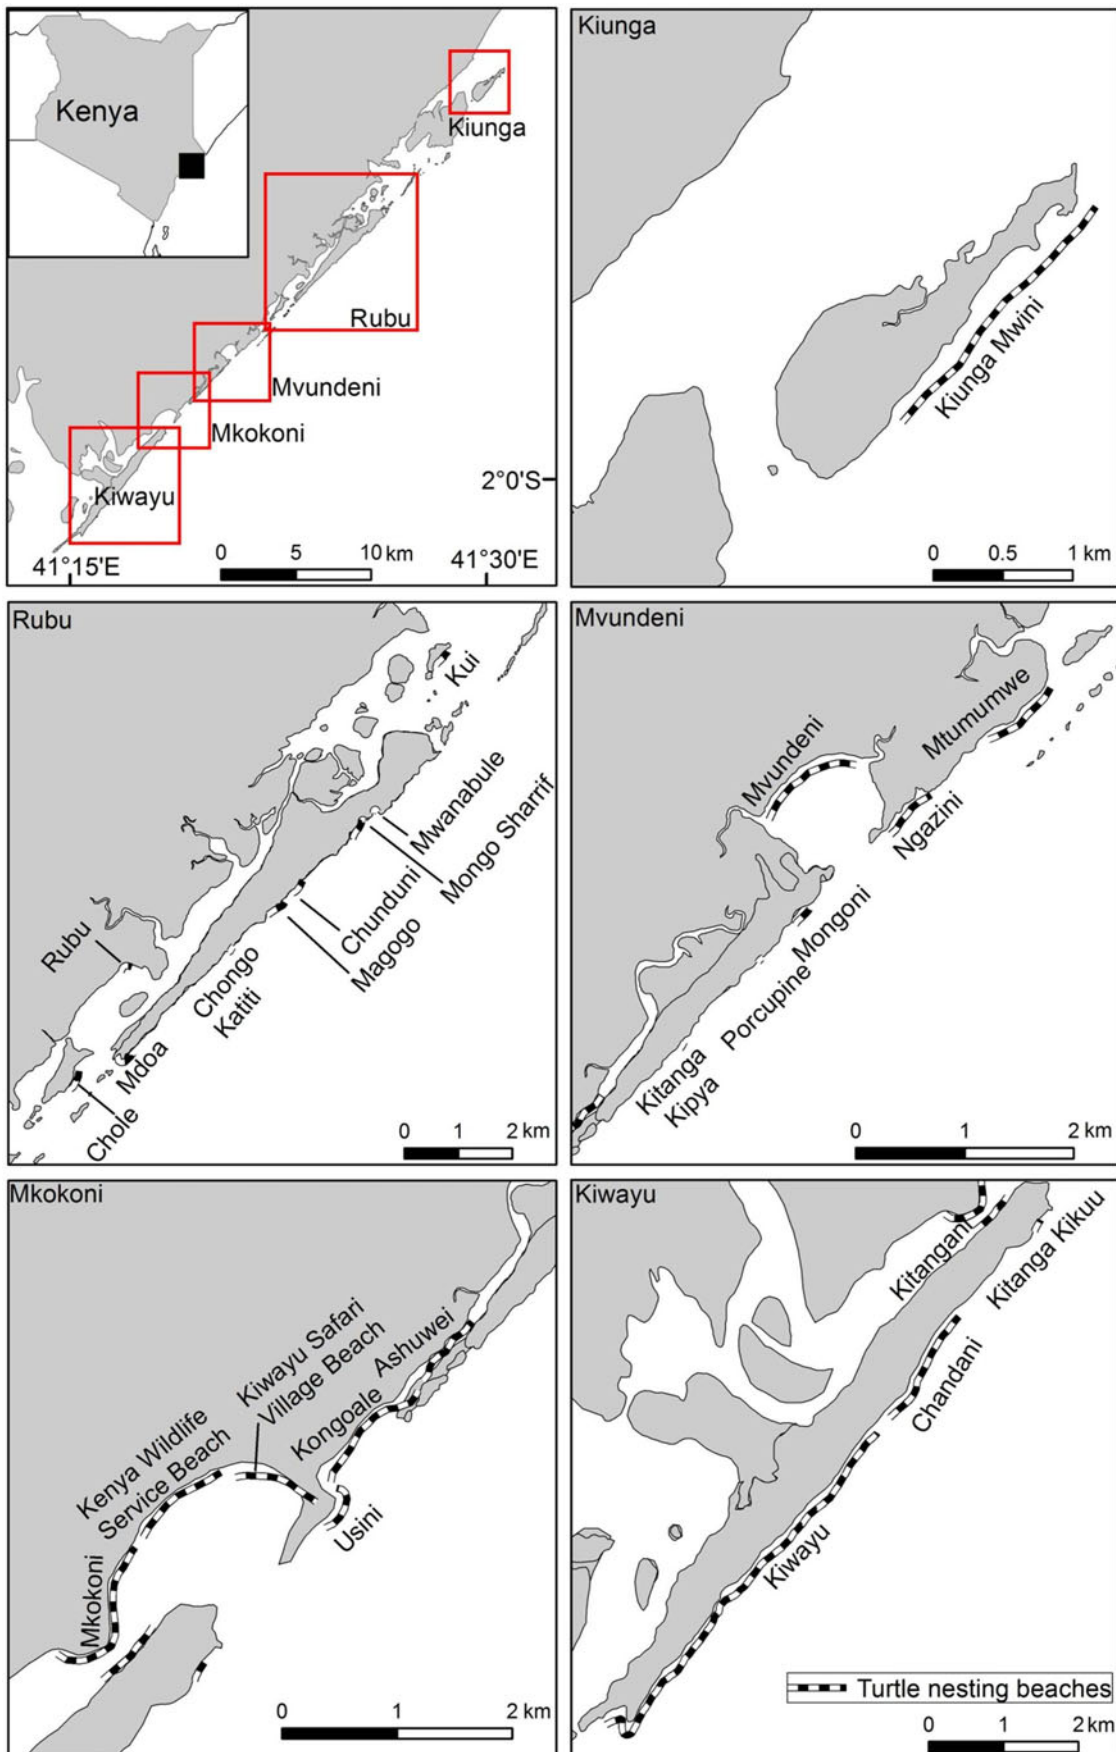 Kenya
Kiunga
Rubu
Mvundeni
Mkokoni
Kiwayu
2°0'S
0 5 10 km
41°15'E
41°30'E
Kiunga
Kiunga Mwini
0 0.5 1 km
Rubu
Kui
Mwanabule
Mongo Sharrif
Chunduni
Magogo
Chongo
Katiti
Rubu
Mdoa
Chole
0 1 2 km
Mvundeni
Mtumumwe
Mvundeni
Ngazini
Mongoni
Porcupine
Kitanga
Kipya
0 1 2 km
Mkokoni
Kiwayu Safari
Village Beach
Ashuwei
Kongoale
Kenya Wildlife
Service Beach
Usini
Mkokoni
0 1 2 km
Kiwayu
Kitangani
Kitanga Kikuu
Chandani
Kiwayu
Turtle nesting beaches
0 1 2 km